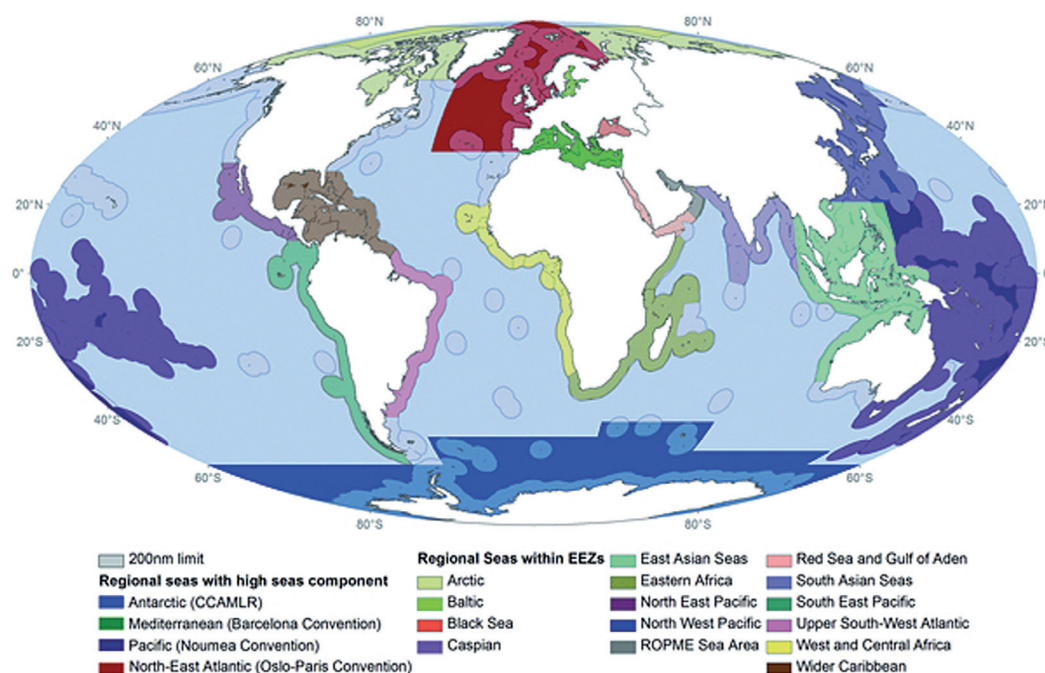 80°N
80°N
60°N
60°N
40°N
40°N
20°N
20°N
0°
0°
20°S
20°S
40°S
40°S
60°S
60°S
80°S
80°S
200nm limit
Regional seas with high seas component
Antarctic (CCAMLR)
Mediterranean (Barcelona Convention)
Pacific (Noumea Convention)
North-East Atlantic (Oslo-Paris Convention)
Regional Seas within EEZs
Arctic
Baltic
Black Sea
Caspian
East Asian Seas
Eastern Africa
North East Pacific
North West Pacific
ROPME Sea Area
Red Sea and Gulf of Aden
South Asian Seas
South East Pacific
Upper South-West Atlantic
West and Central Africa
Wider Caribbean